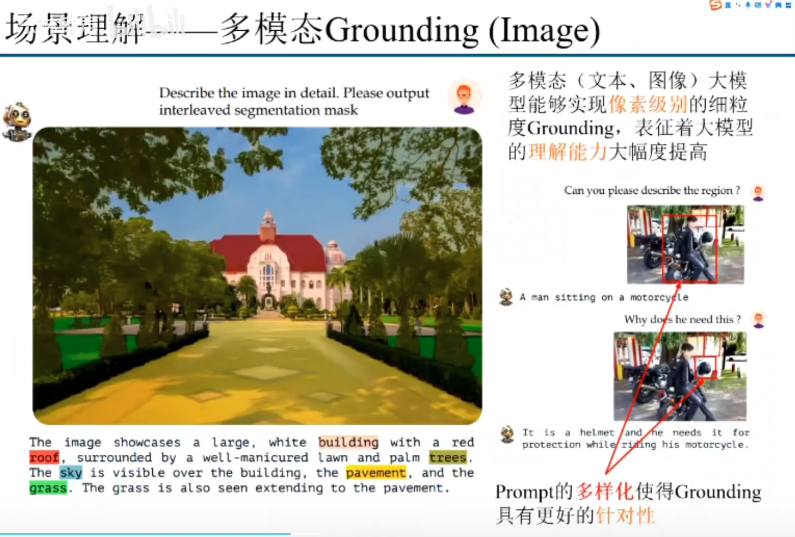 场景理解——多模态Grounding (Image)
Describe the image in detail. Please output
interleaved segmentation mask
The image showcases a large, white building with a red
roof, surrounded by a well-manicured lawn and palm trees.
The sky is visible over the building, the pavement, and the
grass. The grass is also seen extending to the pavement.
多模态（文本、图像）大模
型能够实现像素级别的细粒
度Grounding，表征着大模型
的理解能力大幅度提高
Can you please describe the region ?
A man sitting on a motorcycle
Why does he need this ?
It is a helmet and he needs it for
protection while riding his motorcycle.
Prompt的多样化使得Grounding
具有更好的针对性